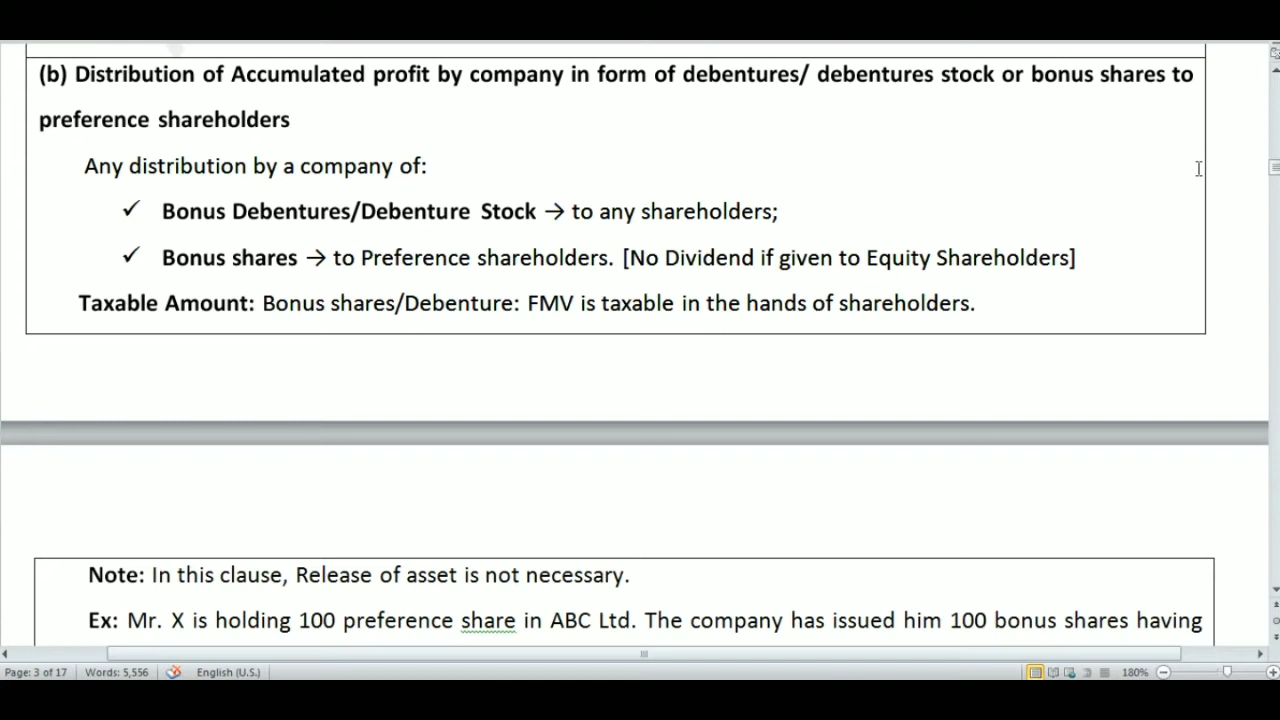 (b) Distribution of Accumulated profit by company in form of debentures/ debentures stock or bonus shares to
preference shareholders
Any distribution by a company of:
✓ Bonus Debentures/Debenture Stock → to any shareholders;
✓ Bonus shares → to Preference shareholders. [No Dividend if given to Equity Shareholders]
Taxable Amount: Bonus shares/Debenture: FMV is taxable in the hands of shareholders.
Note: In this clause, Release of asset is not necessary.
Ex: Mr. X is holding 100 preference share in ABC Ltd. The company has issued him 100 bonus shares having
Page: 3 of 17 Words: 5,556 English (U.S.) 180%